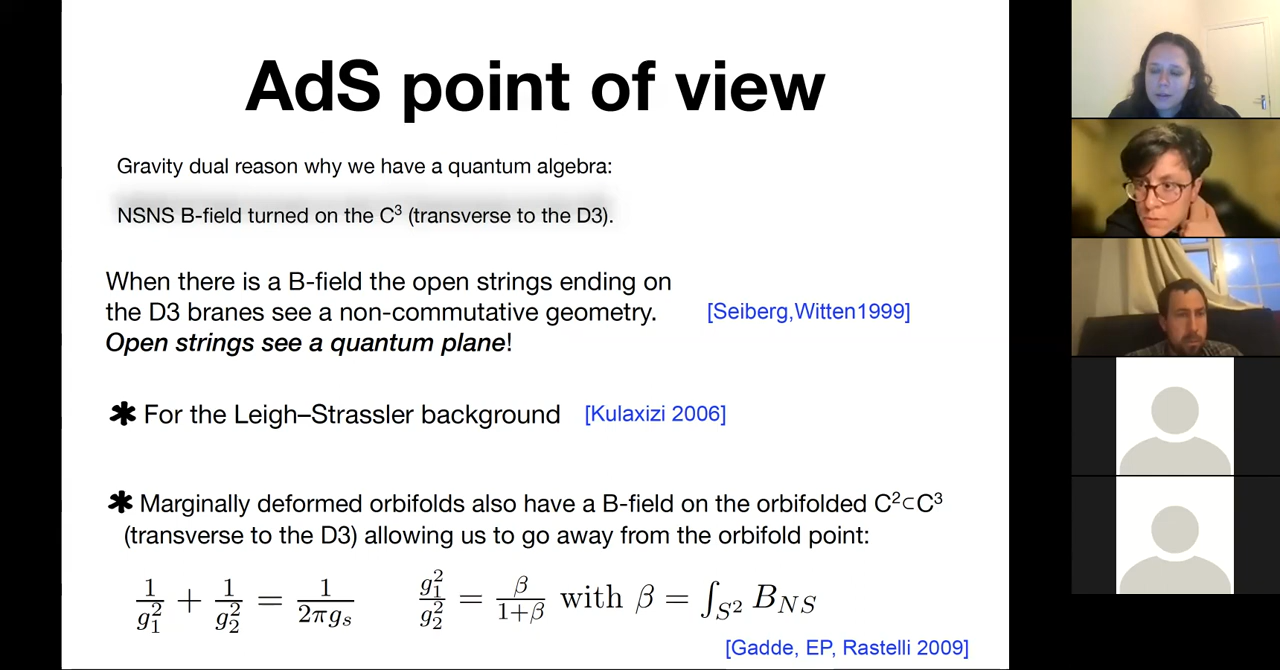 AdS point of view
Gravity dual reason why we have a quantum algebra:
NSNS B-field turned on the C³ (transverse to the D3).
When there is a B-field the open strings ending on
the D3 branes see a non-commutative geometry. [Seiberg,Witten1999]
Open strings see a quantum plane!
✱ For the Leigh–Strassler background [Kulaxizi 2006]
✱ Marginally deformed orbifolds also have a B-field on the orbifolded C²⊂C³
(transverse to the D3) allowing us to go away from the orbifold point:
1/g₁² + 1/g₂² = 1/2πgₛ g₁²/g₂² = β/1+β with β = ∫_S² B_NS
[Gadde, EP, Rastelli 2009]